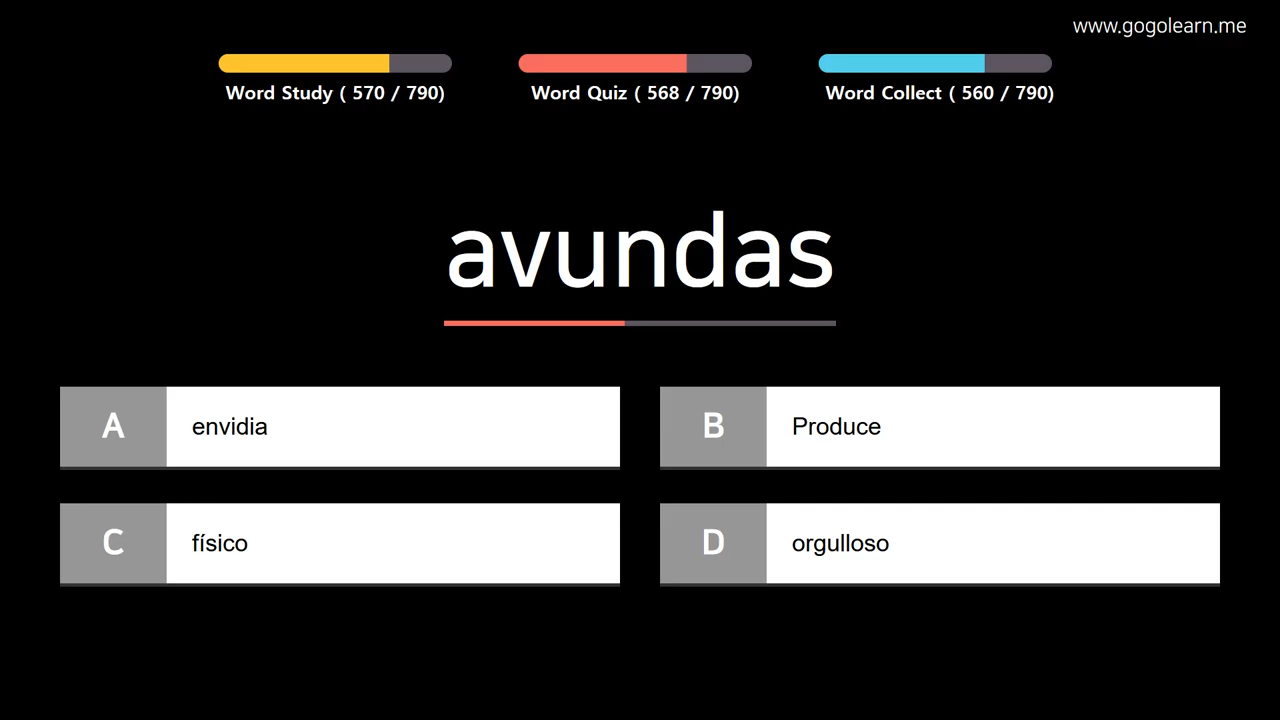 www.gogolearn.me
Word Study ( 570 / 790)
Word Quiz ( 568 / 790)
Word Collect ( 560 / 790)
avundas
A
envidia
B
Produce
C
físico
D
orgulloso